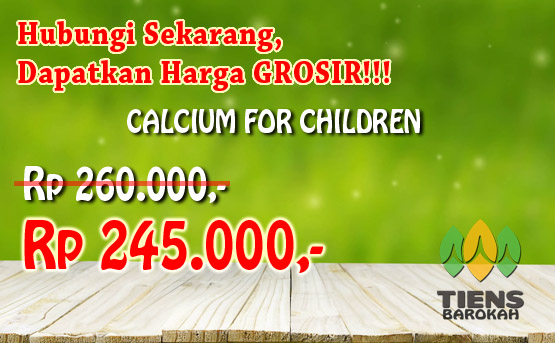 Hubungi Sekarang,
Dapatkan Harga GROSIR!!!
CALCIUM FOR CHILDREN
Rp 260.000,-
Rp 245.000,-
TIENS
BAROKAH